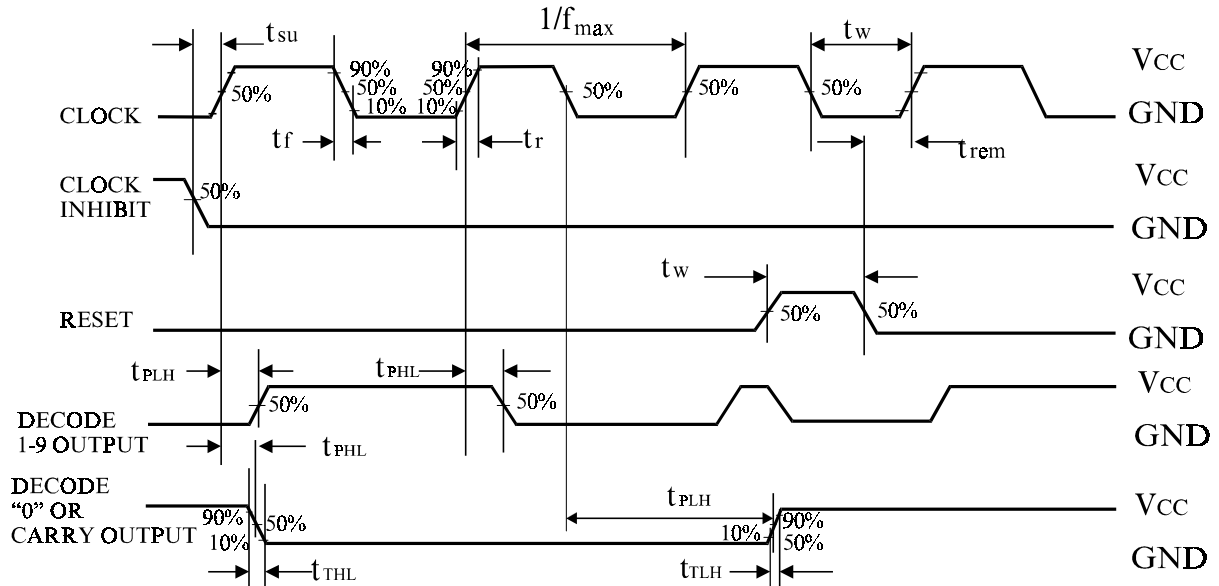 tsu
1/fmax
tw
90%
90%
50%
50%
50%
10%
10%
50%
50%
50%
VCC
CLOCK
GND
tf
tr
trem
CLOCK
INHIBIT
50%
VCC
GND
tw
VCC
RESET
50%
50%
GND
tPLH
tPHL
VCC
50%
50%
DECODE
1-9 OUTPUT
GND
tPHL
DECODE
“0” OR
CARRY OUTPUT
tPLH
VCC
90%
50%
10%
10%
90%
50%
GND
tTHL
tTLH